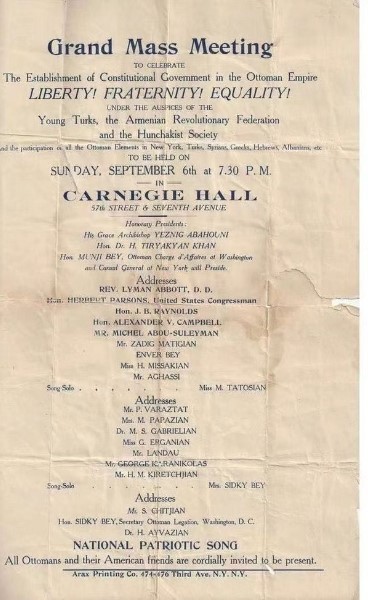 Grand Mass Meeting
TO CELEBRATE
The Establishment of Constitutional Government in the Ottoman Empire
LIBERTY! FRATERNITY! EQUALITY!
UNDER THE AUSPICES OF THE
Young Turks, the Armenian Revolutionary Federation
and the Hunchakist Society
and the participation of all the Ottoman Elements in New York, Turks, Syrians, Greeks, Hebrews, Albanians, etc.
TO BE HELD ON
SUNDAY, SEPTEMBER 6th at 7.30 P. M.
IN
CARNEGIE HALL
57th STREET & SEVENTH AVENUE
Honorary Presidents:
His Grace Archbishop YEZNIG ABAHOUNI
Hon. Dr. H. TIRYAKYAN KHAN
Hon. MUNJI BEY, Ottoman Charge d'Affaires at Washington
and Consul General at New York will Preside.
Addresses
REV. LYMAN ABBOTT, D. D.
Hon. HERBERT PARSONS, United States Congressman
Hon. J. B. RAYNOLDS
Hon. ALEXANDER V. CAMPBELL
MR. MICHEL ABOU-SULEYMAN
Mr. ZADIG MATIGIAN
ENVER BEY
Miss H. MISSAKIAN
Mr. AGHASSI
Song-Solo . . . . . . Miss M. TATOSIAN
Addresses
Mr. P. VARAZTAT
Mrs. M. PAPAZIAN
Dr. M. S. GABRIELIAN
Miss G. ERGANIAN
Mr. LANDAU
Mr. GEORGE KARANIKOLAS
Mr. H. M. KIRETCHJIAN
Song-Solo . . . . . . Mrs. SIDKY BEY
Addresses
Mr. S. CHITJIAN
Hon. SIDKY BEY, Secretary Ottoman Legation, Washington, D. C.
Dr. H. AYVAZIAN
NATIONAL PATRIOTIC SONG
All Ottomans and their American friends are cordially invited to be present.
Arax Printing Co. 474-476 Third Ave. N.Y. N.Y.